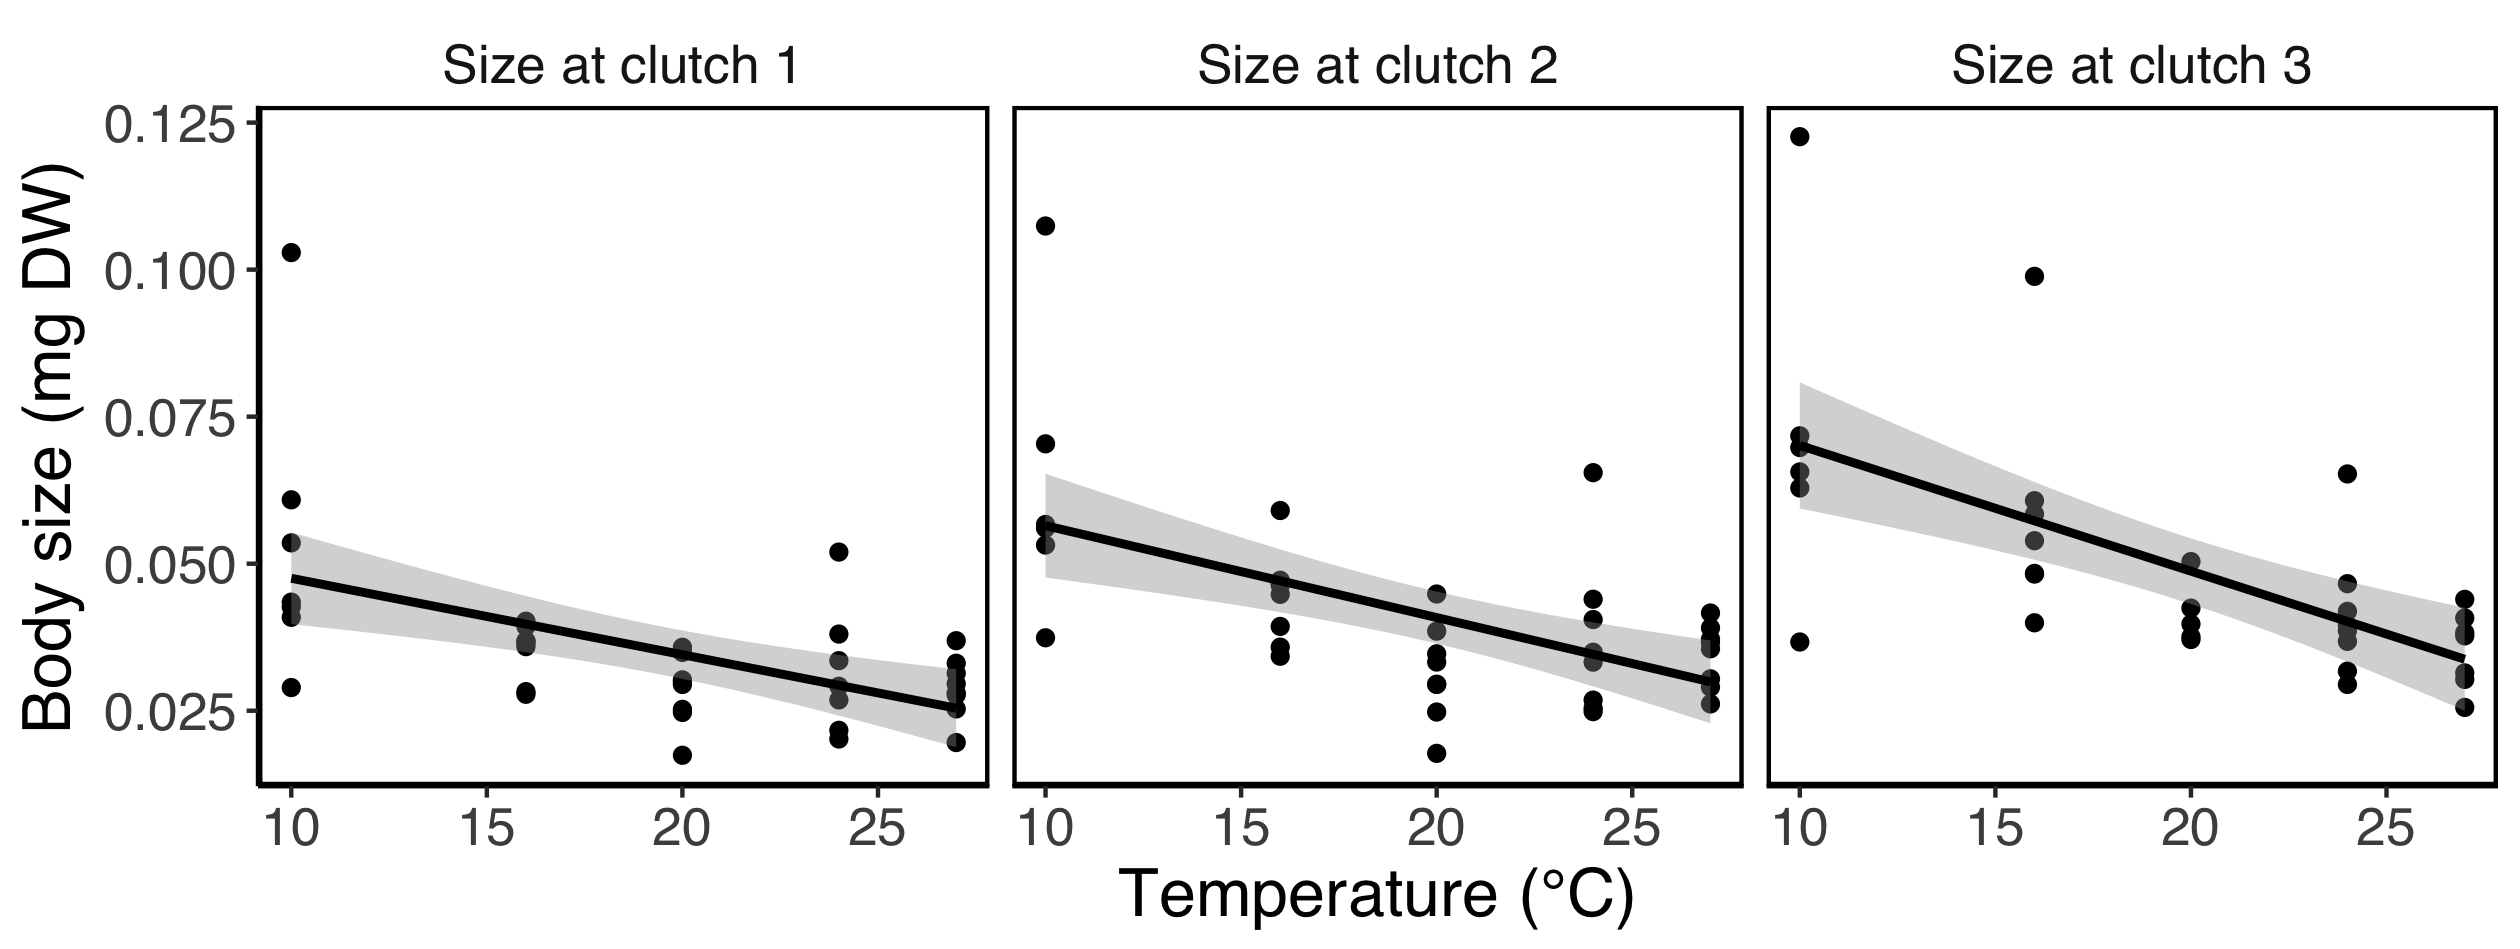 Size at clutch 1
Size at clutch 2
Size at clutch 3
Body size (mg DW)
0.125
0.100
0.075
0.050
0.025
10 15 20 25
10 15 20 25
10 15 20 25
Temperature (°C)